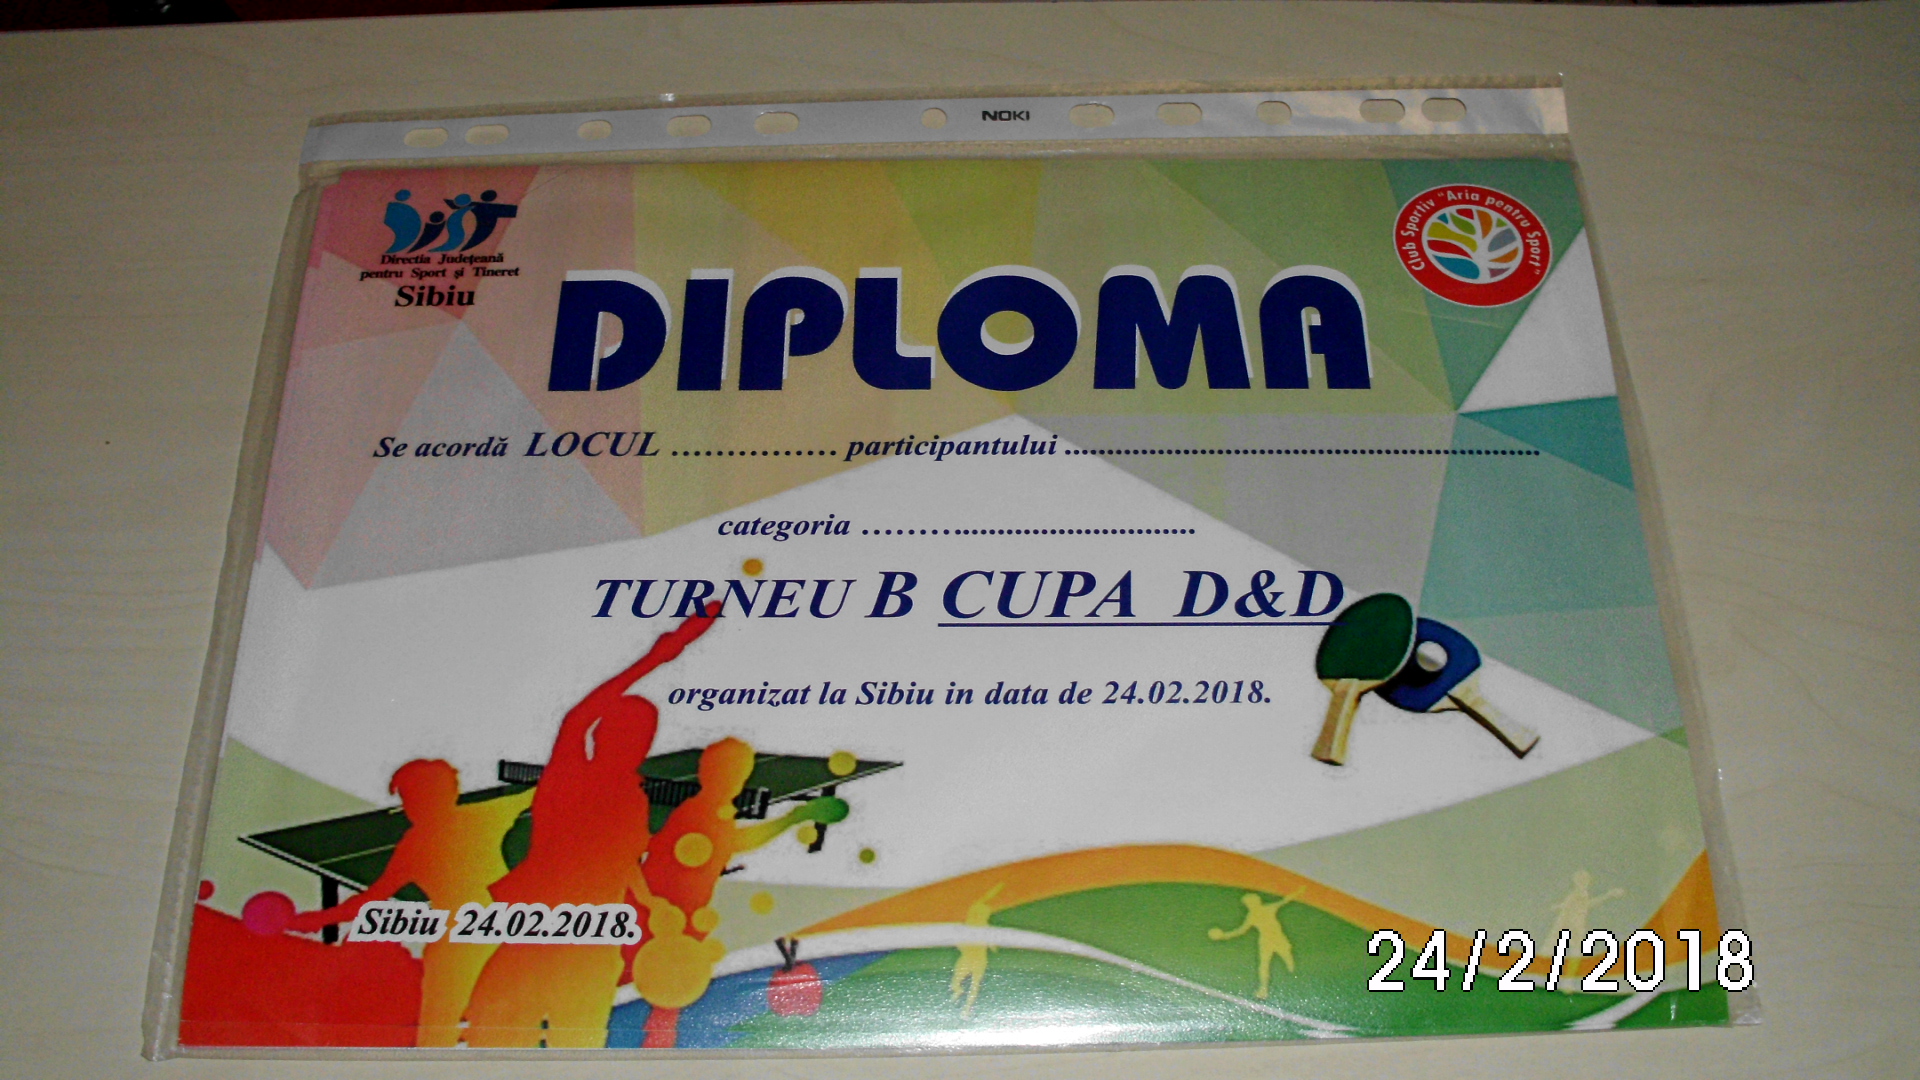 NOKI
Directia Județeană
pentru Sport și Tineret
Sibiu
Club Sportiv "Aria pentru Sport"
DIPLOMA
Se acordă LOCUL ............... participantului ........................................................
categoria ..........................................
TURNEU B CUPA D&D
organizat la Sibiu in data de 24.02.2018.
Sibiu 24.02.2018.
24/2/2018